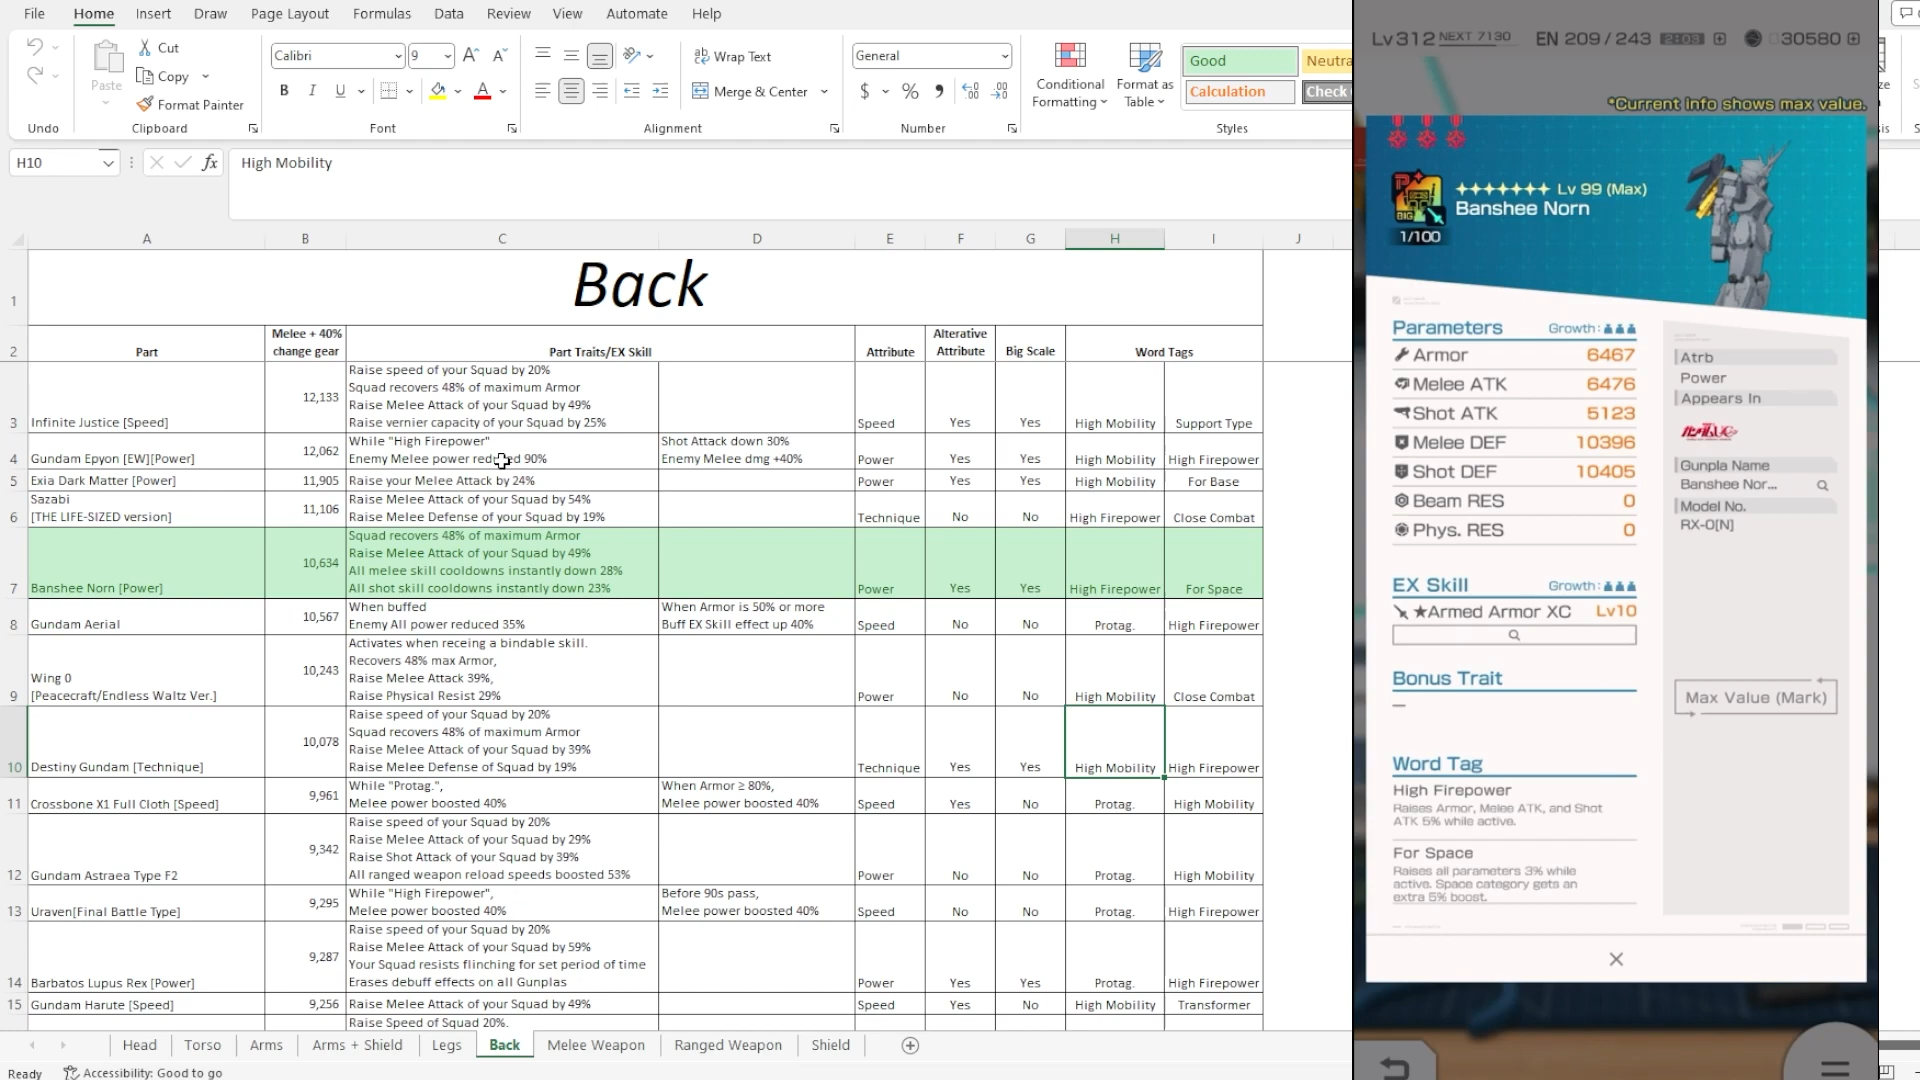 File Home Insert Draw Page Layout Formulas Data Review View Automate Help
Cut
Copy
Format Painter
Paste
Undo Clipboard Font Alignment Number Styles
Calibri 9
Wrap Text
Merge & Center
General
Conditional Formatting
Format as Table
Good
Calculation
H10
High Mobility
A B C D E F G H I J
1 Back
2 Part Melee + 40% change gear Part Traits/EX Skill Attribute Alterative Attribute Big Scale Word Tags
Raise speed of your Squad by 20%
Squad recovers 48% of maximum Armor
12,133 Raise Melee Attack of your Squad by 49%
3 Infinite Justice [Speed] Raise vernier capacity of your Squad by 25% Speed Yes Yes High Mobility Support Type
12,062 While "High Firepower" Shot Attack down 30%
4 Gundam Epyon [EW][Power] Enemy Melee power 90% Enemy Melee dmg +40% Power Yes Yes High Mobility High Firepower
5 Exia Dark Matter [Power] 11,905 Raise your Melee Attack by 24% Power Yes Yes High Mobility For Base
Sazabi 11,106 Raise Melee Attack of your Squad by 54%
6 [THE LIFE-SIZED version] Raise Melee Defense of your Squad by 19% Technique No No High Firepower Close Combat
Squad recovers 48% of maximum Armor
Raise Melee Attack of your Squad by 49%
10,634 All melee skill cooldowns instantly down 28%
7 Banshee Norn [Power] All shot skill cooldowns instantly down 23% Power Yes Yes High Firepower For Space
10,567 When buffed When Armor is 50% or more
8 Gundam Aerial Enemy All power reduced 35% Buff EX Skill effect up 40% Speed No No Protag. High Firepower
Activates when receing a bindable skill.
Recovers 48% max Armor,
Wing 0 10,243 Raise Melee Attack 39%,
9 [Peacecraft/Endless Waltz Ver.] Raise Physical Resist 29% Power No No High Mobility Close Combat
Raise speed of your Squad by 20%
Squad recovers 48% of maximum Armor
10,078 Raise Melee Attack of your Squad by 39%
10 Destiny Gundam [Technique] Raise Melee Defense of Squad by 19% Technique Yes Yes High Mobility High Firepower
9,961 While "Protag.", When Armor ≥ 80%,
11 Crossbone X1 Full Cloth [Speed] Melee power boosted 40% Melee power boosted 40% Speed Yes No Protag. High Mobility
Raise speed of your Squad by 20%
Raise Melee Attack of your Squad by 29%
9,342 Raise Shot Attack of your Squad by 39%
12 Gundam Astraea Type F2 All ranged weapon reload speeds boosted 53% Power No No Protag. High Mobility
9,295 While "High Firepower", Before 90s pass,
13 Uraven[Final Battle Type] Melee power boosted 40% Melee power boosted 40% Speed No No Protag. High Firepower
Raise speed of your Squad by 20%
Raise Melee Attack of your Squad by 59%
9,287 Your Squad resists flinching for set period of time
14 Barbatos Lupus Rex [Power] Erases debuff effects on all Gunplas Power Yes Yes Protag. High Firepower
15 Gundam Harute [Speed] 9,256 Raise Melee Attack of your Squad by 49% Speed Yes No High Mobility Transformer
Raise Speed of Squad 20%.
Head Torso Arms Arms + Shield Legs Back Melee Weapon Ranged Weapon Shield
Ready Accessibility: Good to go
Lv312 NEXT 7130 EN 209/243 30580
*Current info shows max value.
Lv 99 (Max)
Banshee Norn
BIG
1/100
Parameters Growth:
Armor 6467
Melee ATK 6476
Shot ATK 5123
Melee DEF 10396
Shot DEF 10405
Beam RES 0
Phys. RES 0
EX Skill Growth:
★Armed Armor XC Lv10
Bonus Trait
—
Word Tag
High Firepower
Raises Armor, Melee ATK, and Shot
ATK 5% while active.
For Space
Raises all parameters 3% while
active. Space category gets an
extra 5% boost.
Atrb
Power
Appears In
Gunpla Name
Banshee Nor...
Model No.
RX-0[N]
Max Value (Mark)